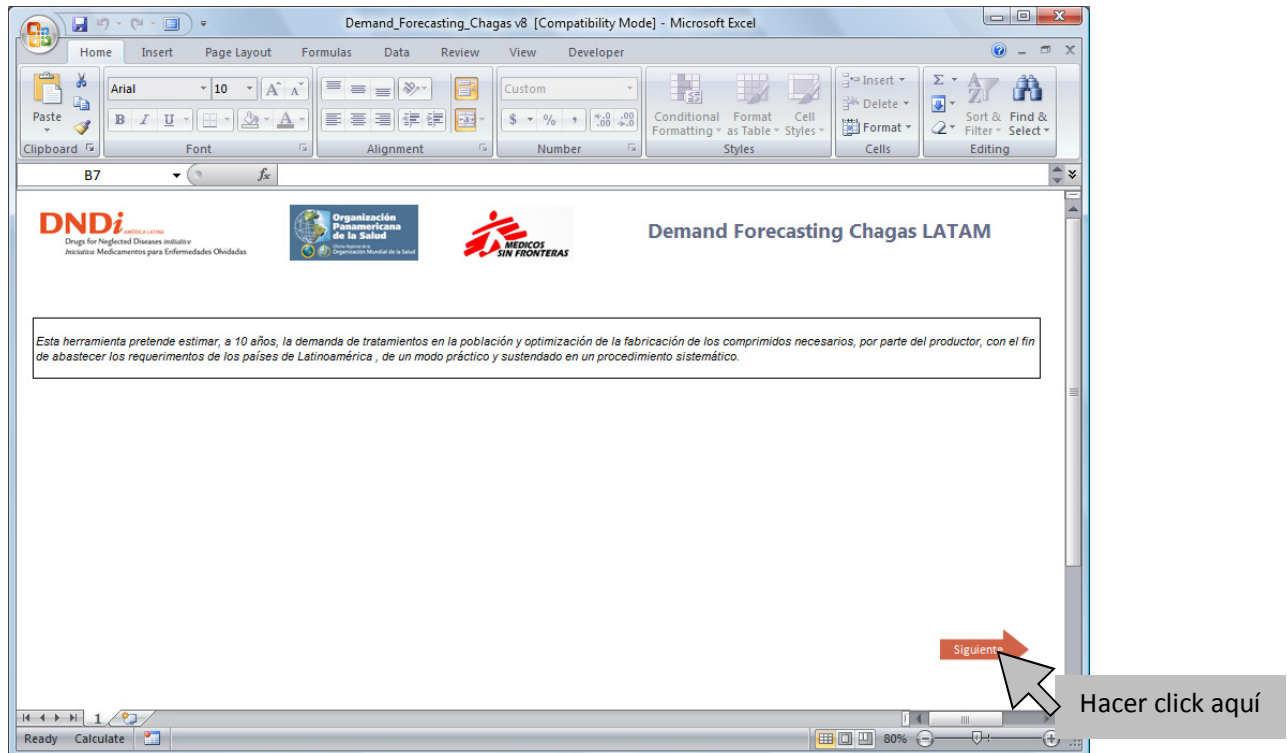 Demand_Forecasting_Chagas v8 [Compatibility Mode] - Microsoft Excel
Home Insert Page Layout Formulas Data Review View Developer
Paste
Arial 10 A A
B I U A
Custom
$ % , .0 .00 .00 .0
Conditional Formatting Format as Table Cell Styles
Insert
Delete
Format
Σ
Sort & Filter Find & Select
Clipboard Font Alignment Number Styles Cells Editing
B7 fx
DNDi AMÉRICA LATINA
Drugs for Neglected Diseases initiative
Iniciativa Medicamentos para Enfermedades Olvidadas
Organización
Panamericana
de la Salud
Oficina Regional de la
Organización Mundial de la Salud
MEDICOS
SIN FRONTERAS
Demand Forecasting Chagas LATAM
Esta herramienta pretende estimar, a 10 años, la demanda de tratamientos en la población y optimización de la fabricación de los comprimidos necesarios, por parte del productor, con el fin
de abastecer los requerimentos de los países de Latinoamérica , de un modo práctico y sustendado en un procedimiento sistemático.
Siguiente
Hacer click aquí
1
Ready Calculate 80%